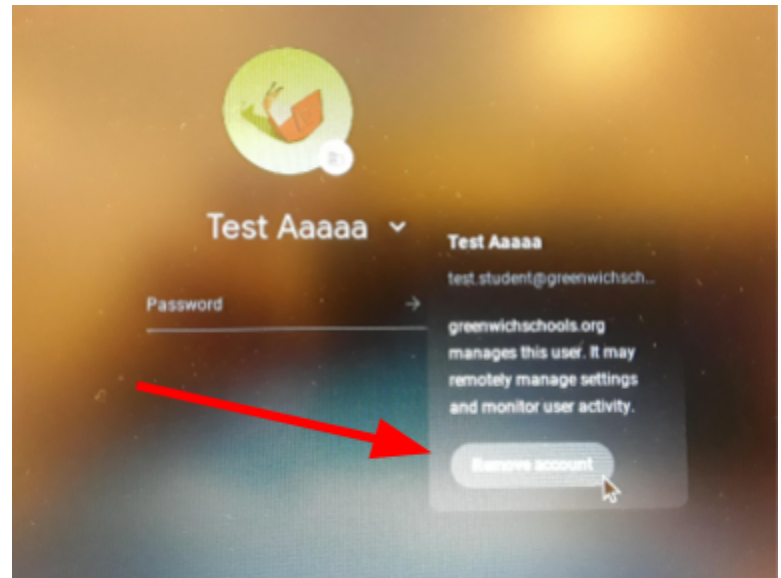 Test Aaaaa
Password
Test Aaaaa
test.student@greenwichsch...
greenwichschools.org
manages this user. It may
remotely manage settings
and monitor user activity.
Remove account